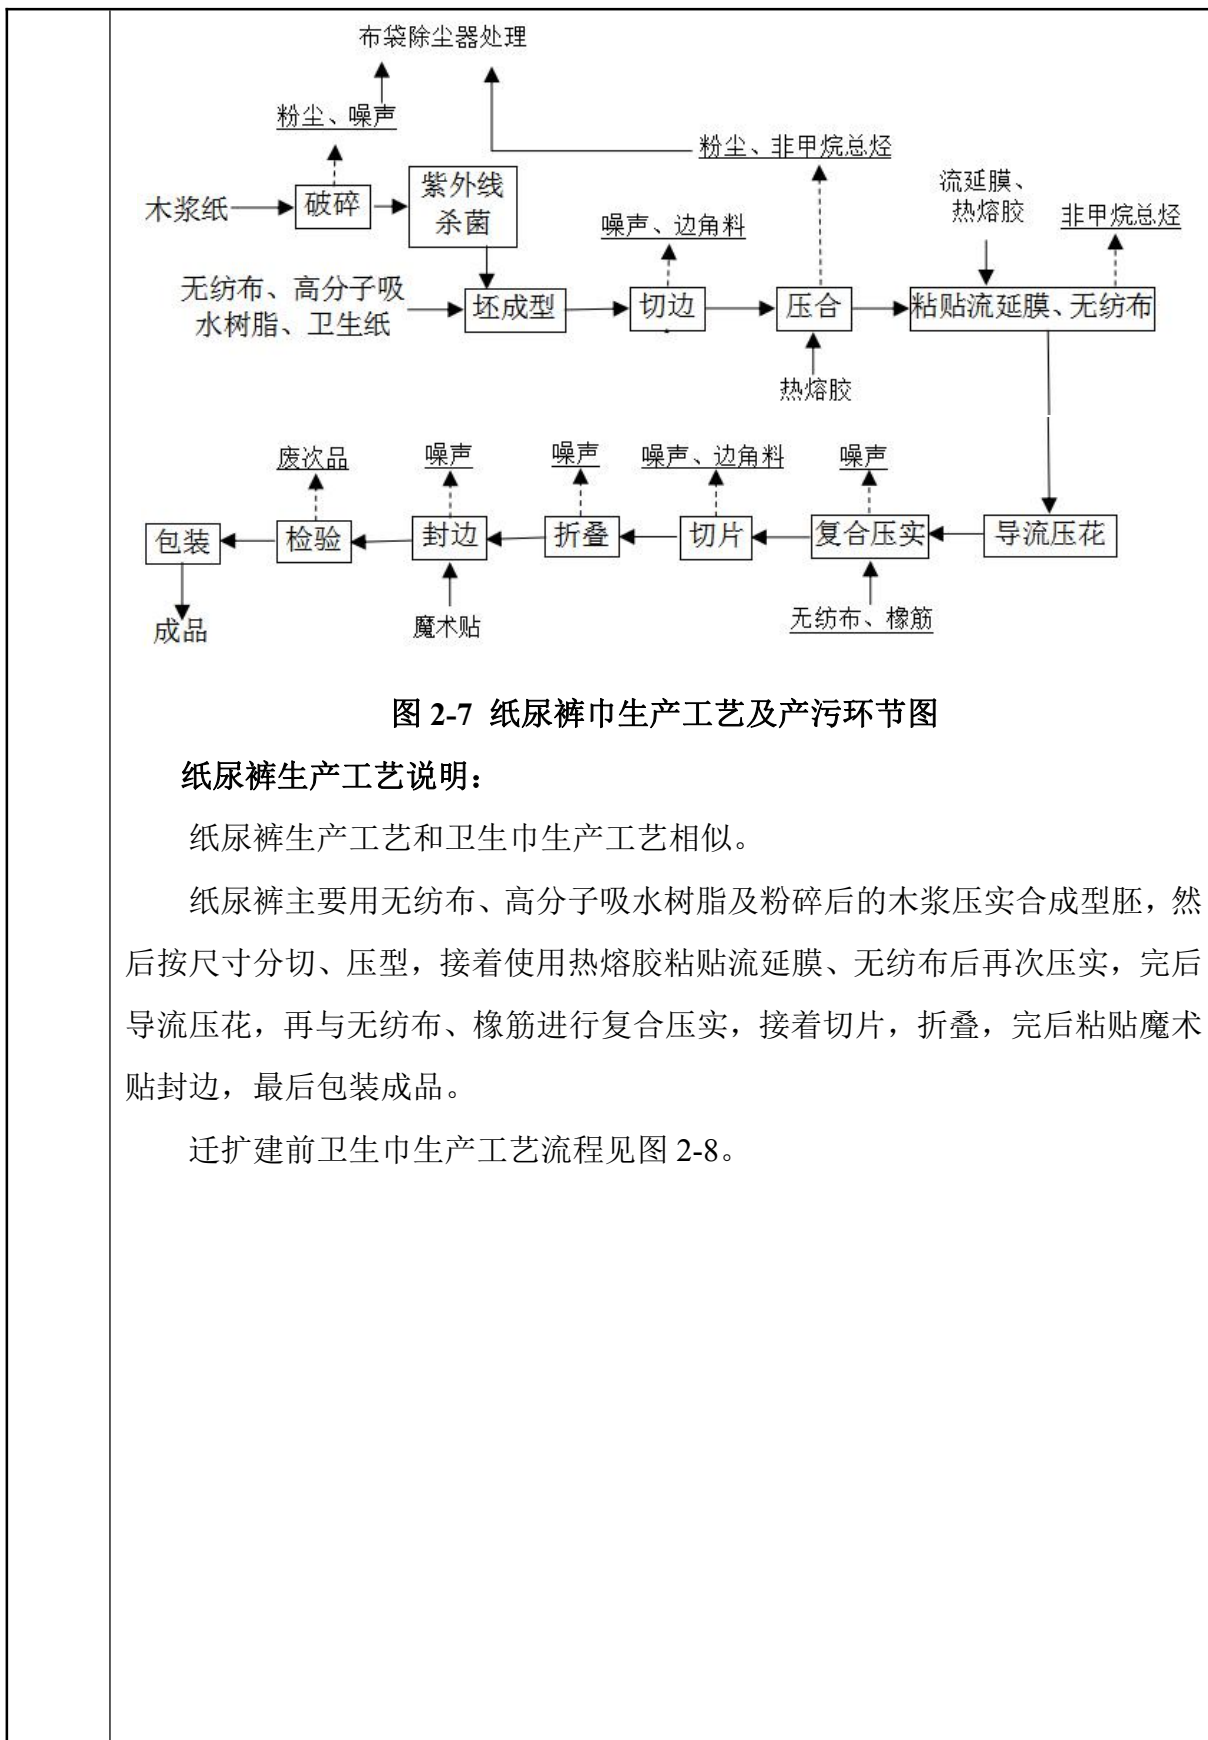 布袋除尘器处理
粉尘、噪声
粉尘、非甲烷总烃
流延膜、
热熔胶
非甲烷总烃
木浆纸
破碎
紫外线
杀菌
噪声、边角料
无纺布、高分子吸
水树脂、卫生纸
坯成型
切边
压合
粘贴流延膜、无纺布
热熔胶
废次品
噪声
噪声
噪声、边角料
噪声
包装
检验
封边
折叠
切片
复合压实
导流压花
成品
魔术贴
无纺布、橡筋
图 2-7 纸尿裤巾生产工艺及产污环节图
纸尿裤生产工艺说明：
纸尿裤生产工艺和卫生巾生产工艺相似。
纸尿裤主要用无纺布、高分子吸水树脂及粉碎后的木浆压实合成型胚，然
后按尺寸分切、压型，接着使用热熔胶粘贴流延膜、无纺布后再次压实，完后
导流压花，再与无纺布、橡筋进行复合压实，接着切片，折叠，完后粘贴魔术
贴封边，最后包装成品。
迁扩建前卫生巾生产工艺流程见图 2-8。